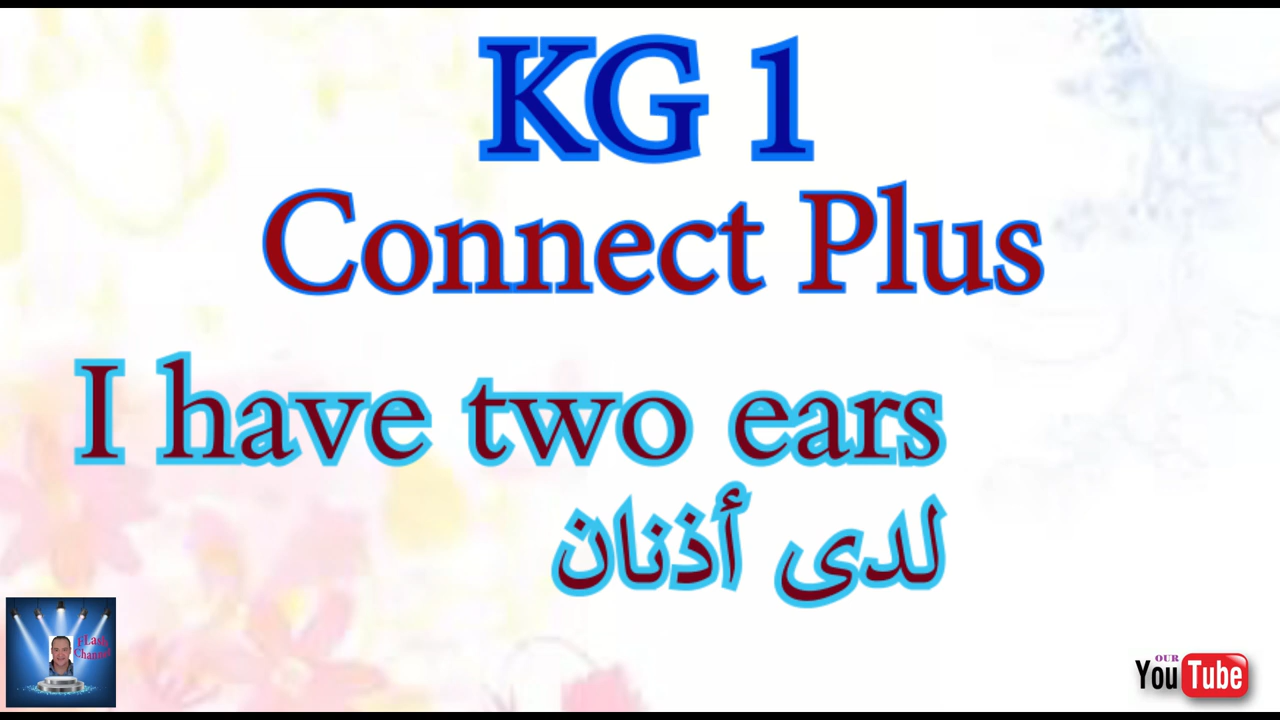 KG 1
Connect Plus
I have two ears
لدى أذنان
FLash
Channel
OUR
YouTube